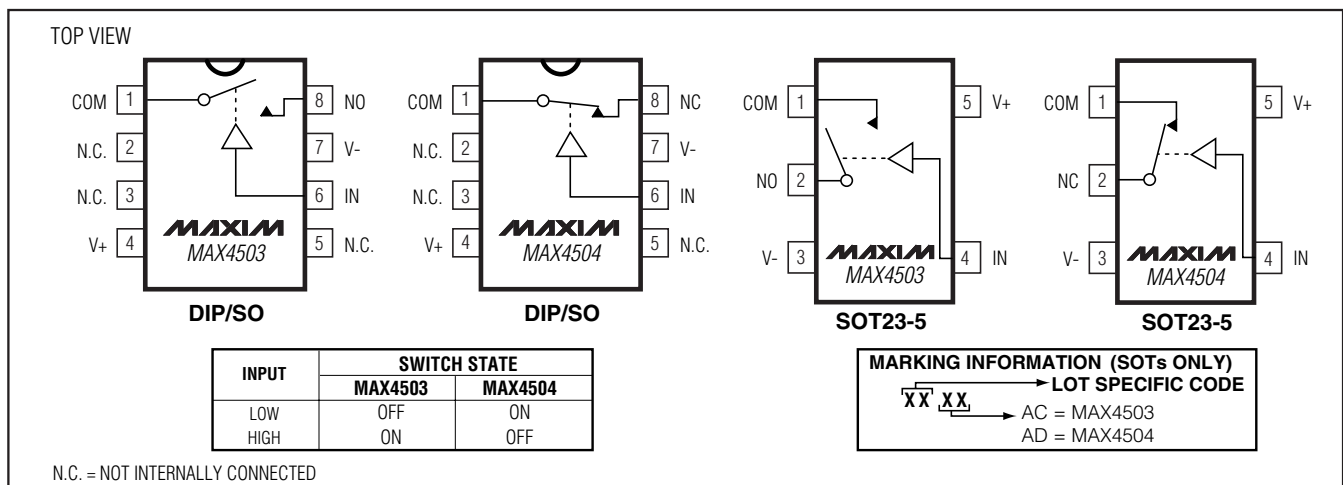 TOP VIEW
COM 1 8 NO
N.C. 2 7 V-
N.C. 3 6 IN
V+ 4 5 N.C.
MAXIM
MAX4503
DIP/SO
COM 1 8 NC
N.C. 2 7 V-
N.C. 3 6 IN
V+ 4 5 N.C.
MAXIM
MAX4504
DIP/SO
COM 1 5 V+
NO 2
V- 3 4 IN
MAXIM
MAX4503
SOT23-5
COM 1 5 V+
NC 2
V- 3 4 IN
MAXIM
MAX4504
SOT23-5
INPUT SWITCH STATE
MAX4503 MAX4504
LOW OFF ON
HIGH ON OFF
MARKING INFORMATION (SOTs ONLY)
LOT SPECIFIC CODE
XX XX
AC = MAX4503
AD = MAX4504
N.C. = NOT INTERNALLY CONNECTED